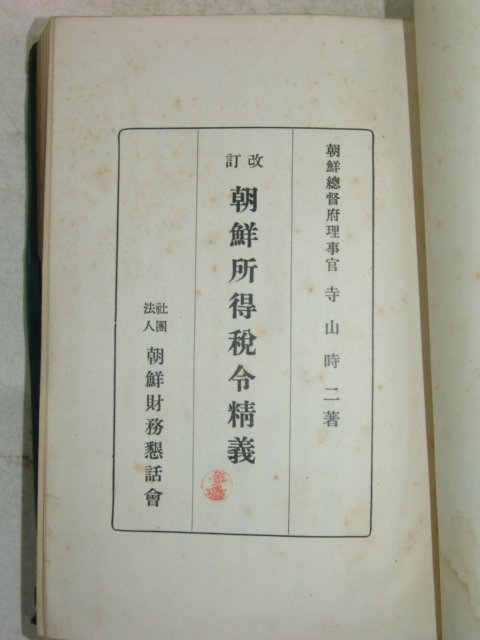 朝鮮總督府理事官 寺山時二著
改訂
朝鮮所得稅令精義
社團法人 朝鮮財務懇話會